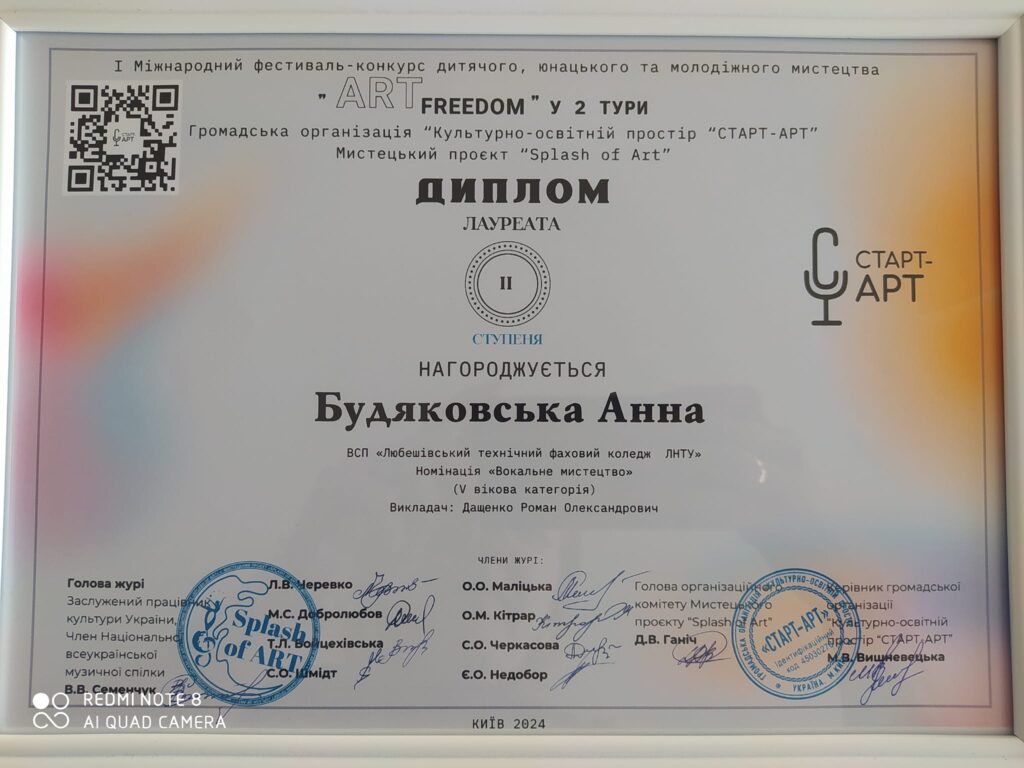 І Міжнародний фестиваль-конкурс дитячого, юнацького та молодіжного мистецтва
" ART FREEDOM " У 2 ТУРИ
Громадська організація “Культурно-освітній простір “СТАРТ-АРТ”
Мистецький проєкт “Splash of Art”
ДИПЛОМ
ЛАУРЕАТА
II
СТУПЕНЯ
СТАРТ-
АРТ
НАГОРОДЖУЄТЬСЯ
Будяковська Анна
ВСП «Любешівський технічний фаховий коледж ЛНТУ»
Номінація «Вокальне мистецтво»
(V вікова категорія)
Викладач: Дащенко Роман Олександрович
ЧЛЕНИ ЖУРІ:
Голова журі
Заслужений працівник
культури України,
Член Національно
всеукраїнської
музичної спілки
В.В. Семенчук
Splash
of ART
Л.В. Черевко
М.С. Добролюбов
Т.Л. Войцехівська
С.О. Шмідт
О.О. Маліцька
О.М. Кітрар
С.О. Черкасова
Є.О. Недобор
Голова організаційного
комітету Мистецького
проєкту "Splash of Art"
Д.В. Ганіч
«СТАРТ-АРТ»
ідентифікаційний
УКРАЇНА
Керівник громадської
організації
"Культурно-освітній
простір "СТАРТ-АРТ"
М.В. Вишневецька
КИЇВ 2024
REDMI NOTE 8
AI QUAD CAMERA